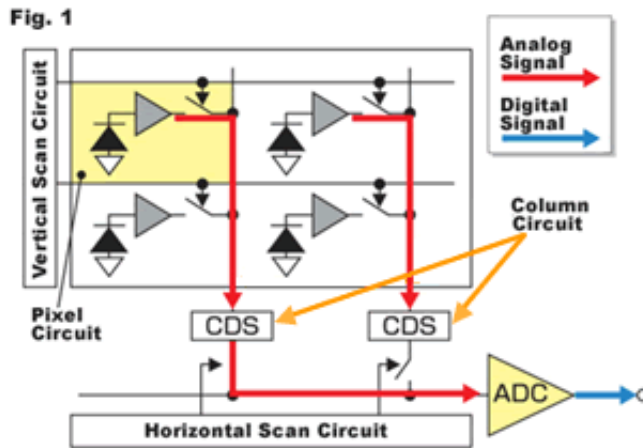 Fig. 1
Analog
Signal
Digital
Signal
Vertical Scan Circuit
Column
Circuit
Pixel
Circuit
CDS
CDS
ADC
Horizontal Scan Circuit